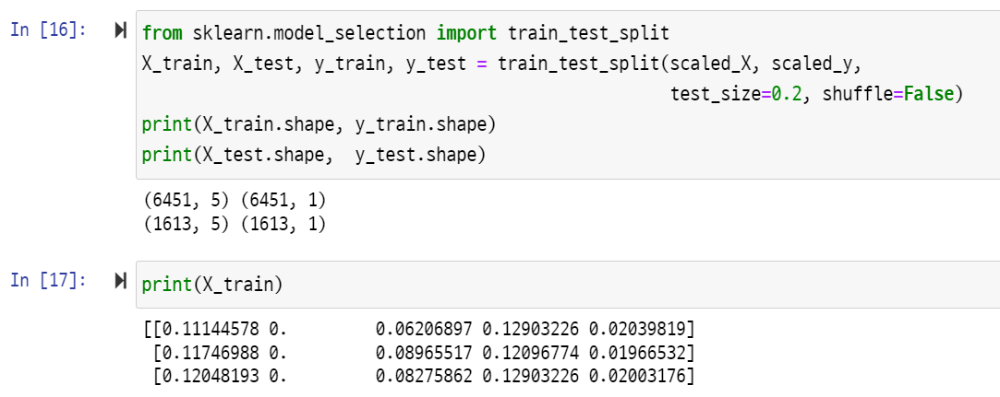 In [16]:
from sklearn.model_selection import train_test_split
X_train, X_test, y_train, y_test = train_test_split(scaled_X, scaled_y,
                                                    test_size=0.2, shuffle=False)
print(X_train.shape, y_train.shape)
print(X_test.shape,  y_test.shape)
(6451, 5) (6451, 1)
(1613, 5) (1613, 1)
In [17]:
print(X_train)
[[0.11144578 0.         0.06206897 0.12903226 0.02039819]
 [0.11746988 0.         0.08965517 0.12096774 0.01966532]
 [0.12048193 0.         0.08275862 0.12903226 0.02003176]